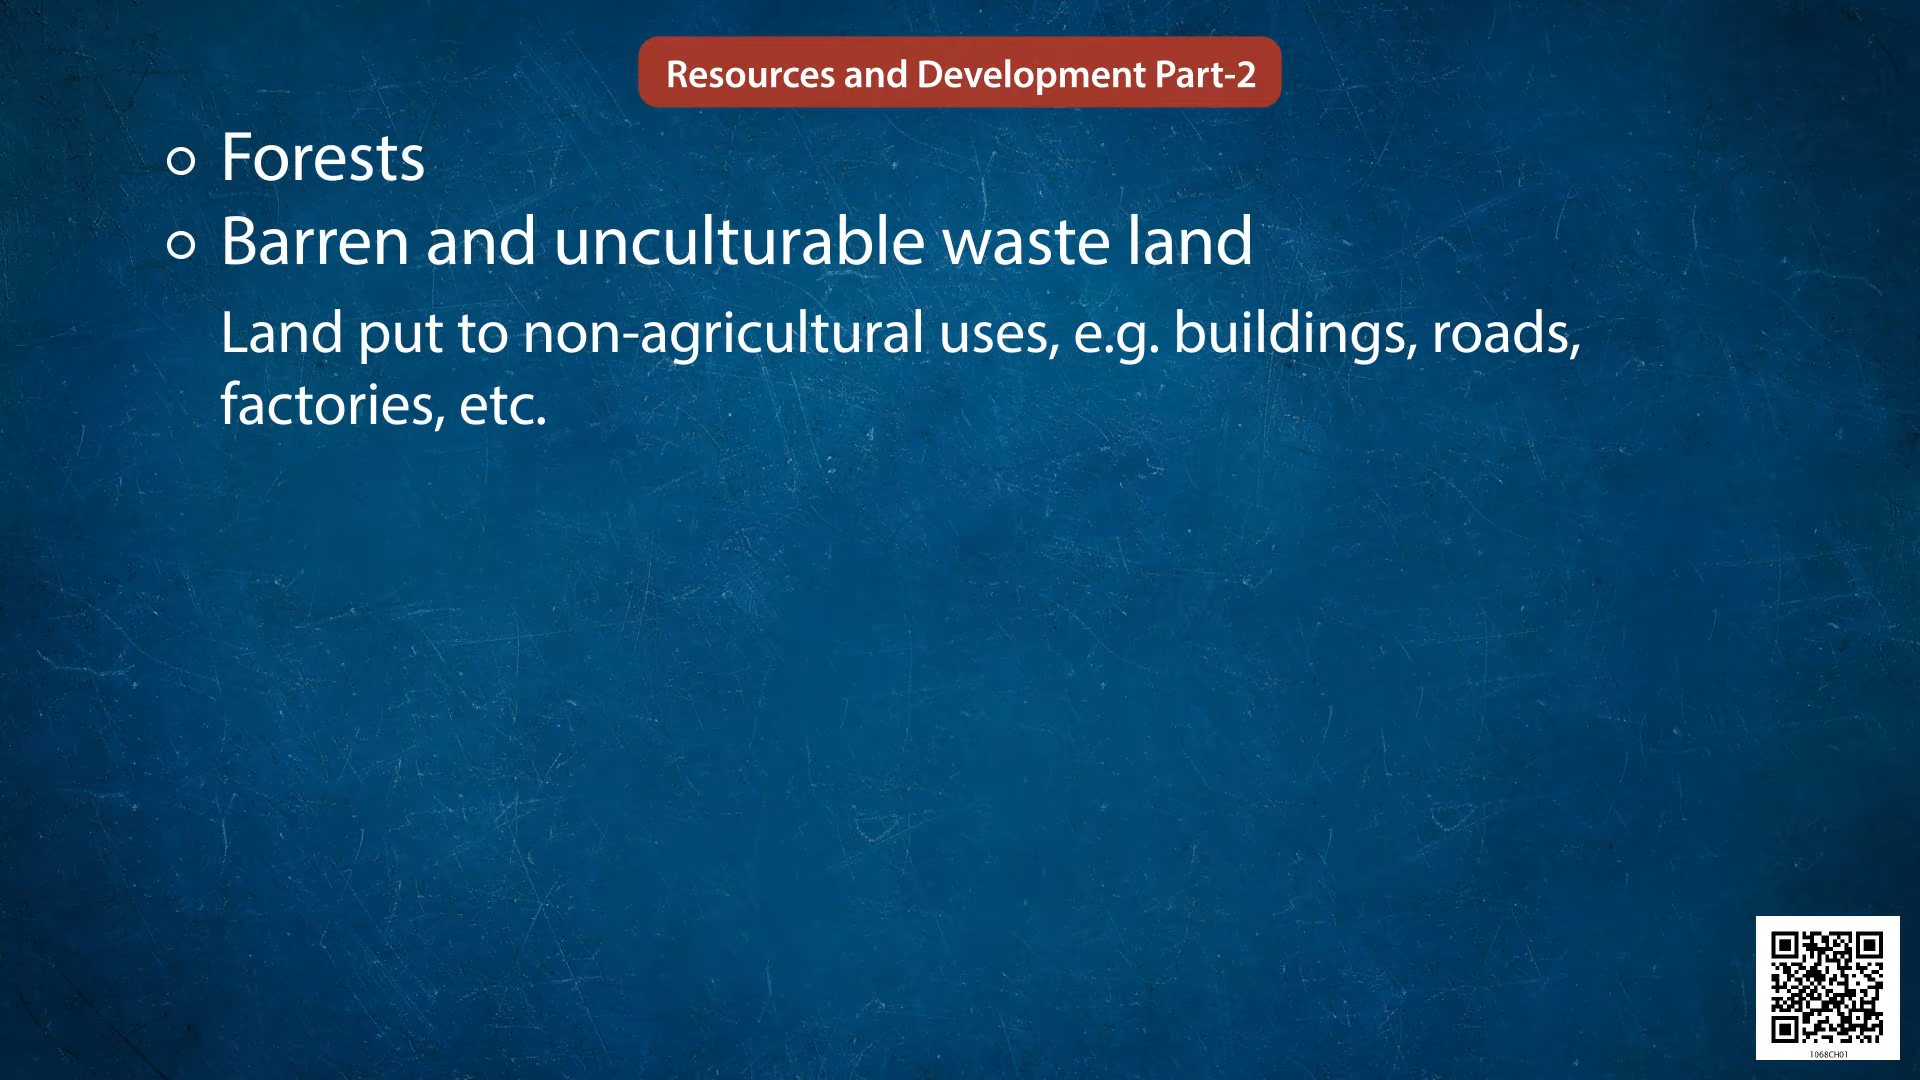 Resources and Development Part-2
Forests
Barren and unculturable waste land
Land put to non-agricultural uses, e.g. buildings, roads,
factories, etc.
1068CH01